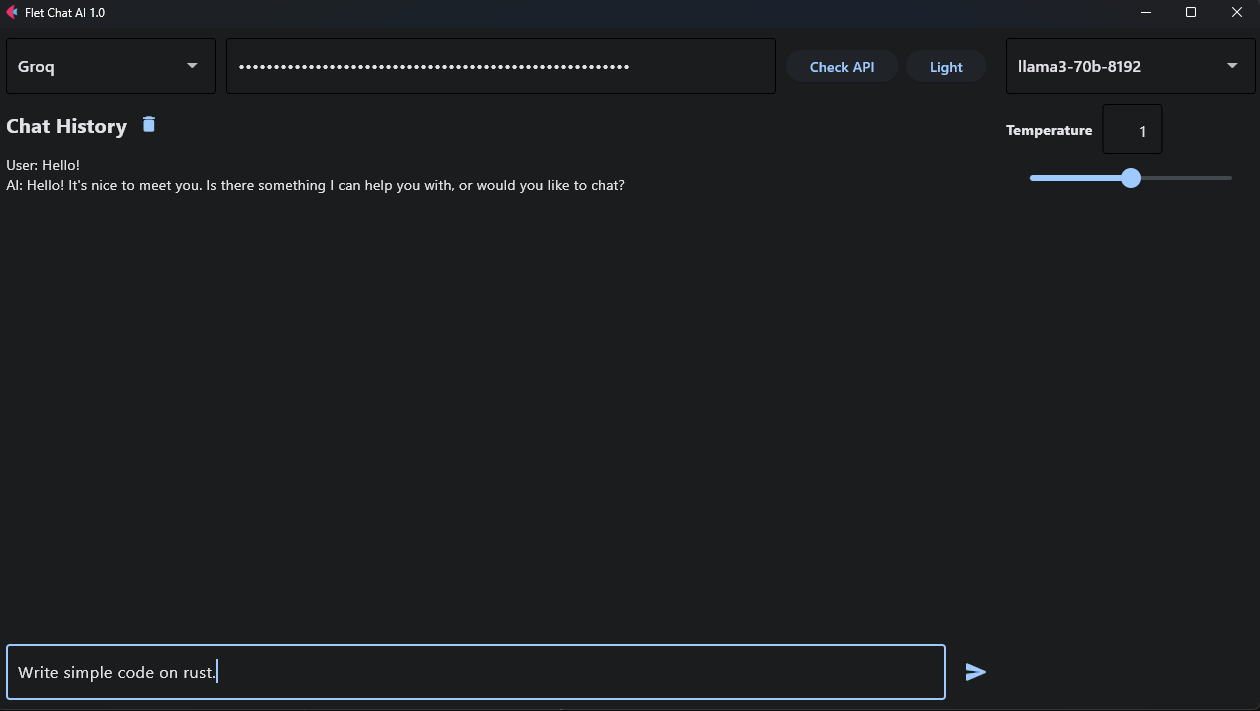 Flet Chat AI 1.0
Groq
••••••••••••••••••••••••••••••••••••••••••••••••••••••••
Check API
Light
llama3-70b-8192
Chat History
Temperature
1
User: Hello!
AI: Hello! It's nice to meet you. Is there something I can help you with, or would you like to chat?
Write simple code on rust.